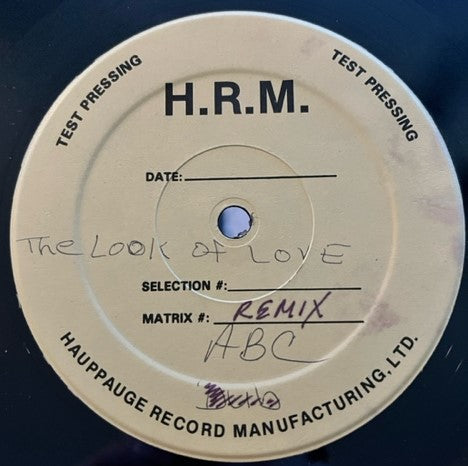 TEST PRESSING
TEST PRESSING
H.R.M.
DATE:
The LOOK of LOVE
SELECTION #:
MATRIX #: REMIX
ABC
HAUPPAUGE RECORD MANUFACTURING, LTD.